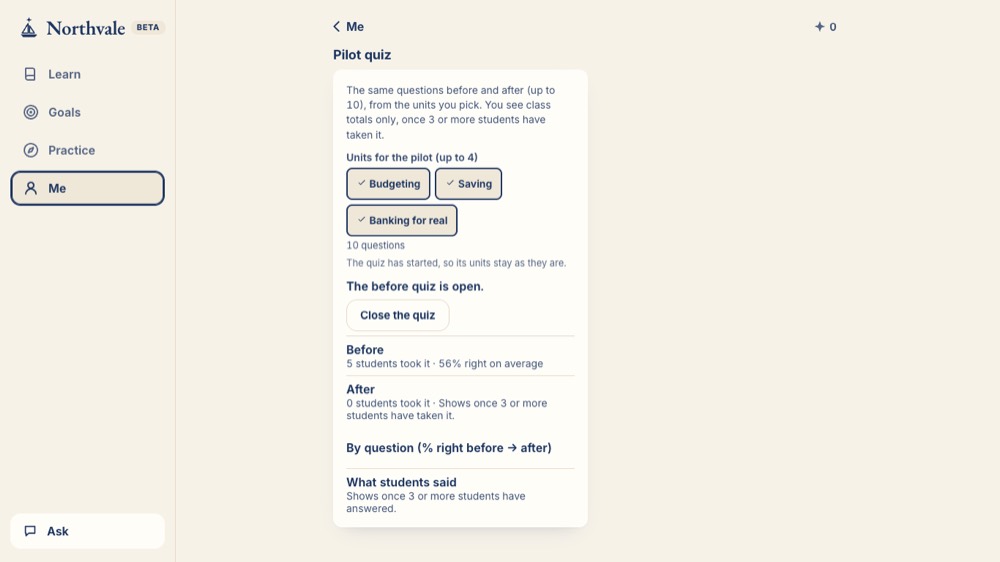 Northvale BETA
Learn
Goals
Practice
Me
Ask
Me
0
Pilot quiz
The same questions before and after (up to
10), from the units you pick. You see class
totals only, once 3 or more students have
taken it.
Units for the pilot (up to 4)
Budgeting
Saving
Banking for real
10 questions
The quiz has started, so its units stay as they are.
The before quiz is open.
Close the quiz
Before
5 students took it · 56% right on average
After
0 students took it · Shows once 3 or more
students have taken it.
By question (% right before → after)
What students said
Shows once 3 or more students have
answered.